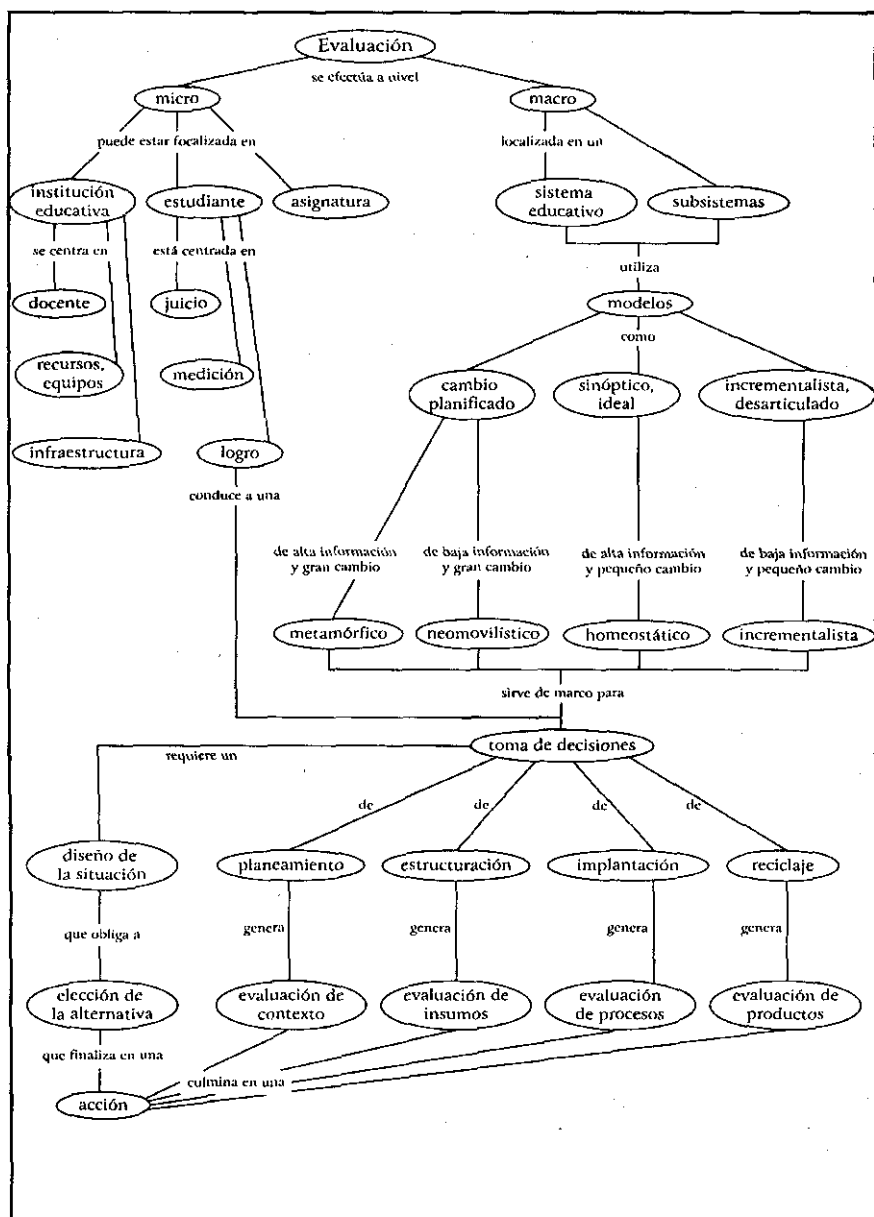 Evaluación
se efectúa a nivel
micro
macro
puede estar focalizada en
localizada en un
institución
educativa
estudiante
asignatura
sistema
educativo
subsistemas
se centra en
está centrada en
utiliza
docente
juicio
modelos
como
recursos,
equipos
medición
cambio
planificado
sinóptico,
ideal
incrementalista,
desarticulado
infraestructura
logro
conduce a una
de alta información
y gran cambio
de baja información
y gran cambio
de alta información
y pequeño cambio
de baja información
y pequeño cambio
metamórfico
neomovilístico
homeostático
incrementalista
sirve de marco para
toma de decisiones
requiere un
de
de
de
de
diseño de
la situación
planeamiento
estructuración
implantación
reciclaje
que obliga a
genera
genera
genera
genera
elección de
la alternativa
evaluación de
contexto
evaluación de
insumos
evaluación
de procesos
evaluación de
productos
que finaliza en una
culmina en una
acción